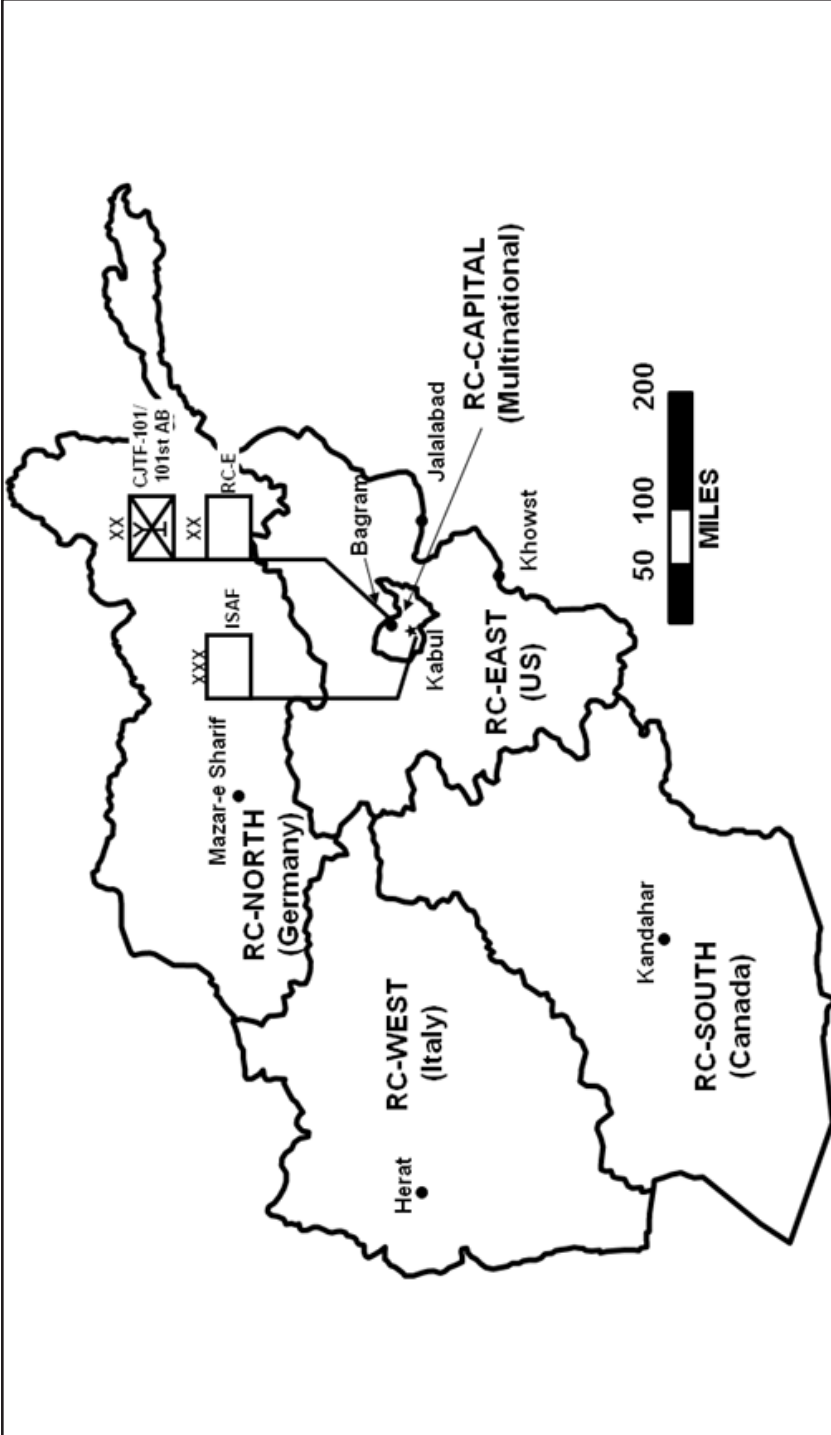 XX
CJTF-101/
101st AB
XX
RC-E
XXX
ISAF
Mazar-e Sharif
RC-NORTH
(Germany)
Bagram
Jalalabad
RC-CAPITAL
(Multinational)
Kabul
Khowst
RC-EAST
(US)
RC-WEST
(Italy)
Herat
Kandahar
RC-SOUTH
(Canada)
50 100 200
MILES